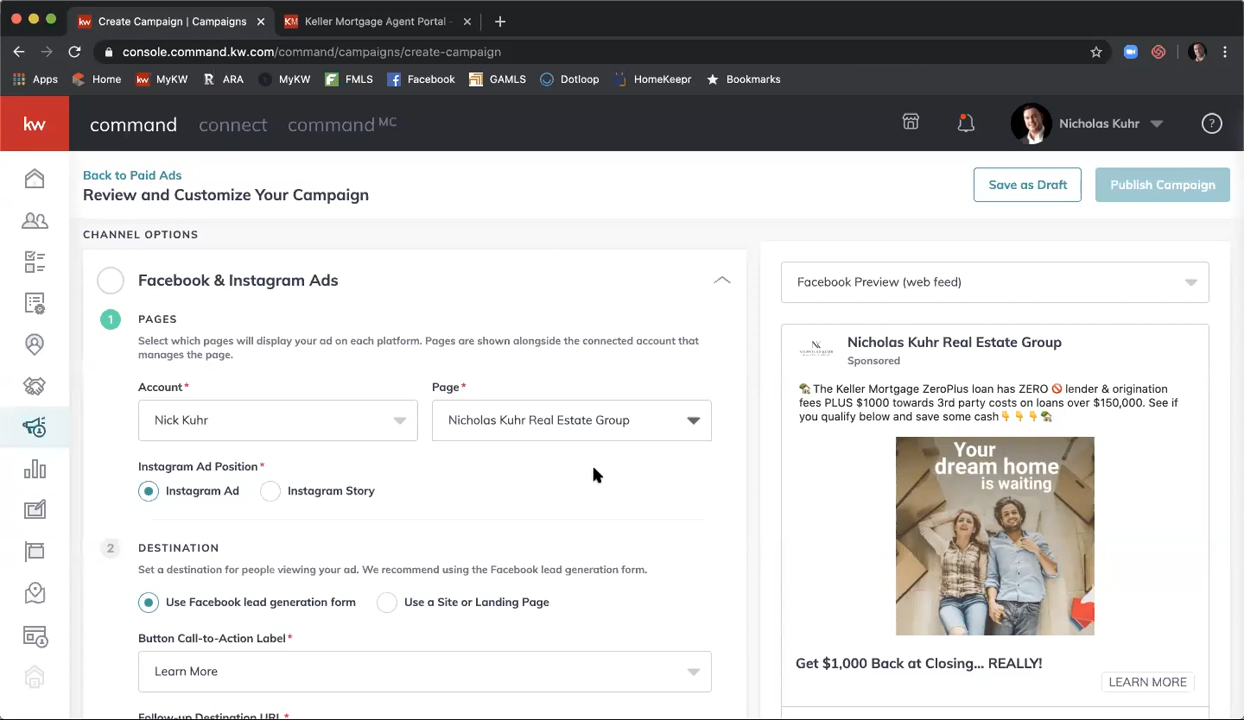 Create Campaign | Campaigns
Keller Mortgage Agent Portal -
console.command.kw.com/command/campaigns/create-campaign
Apps
Home
kw MyKW
R ARA
MyKW
FMLS
Facebook
GAMLS
Dotloop
HomeKeepr
Bookmarks
kw
command
connect
command MC
Nicholas Kuhr
Back to Paid Ads
Review and Customize Your Campaign
Save as Draft
Publish Campaign
CHANNEL OPTIONS
Facebook & Instagram Ads
1
PAGES
Select which pages will display your ad on each platform. Pages are shown alongside the connected account that
manages the page.
Account*
Page*
Nick Kuhr
Nicholas Kuhr Real Estate Group
Instagram Ad Position*
Instagram Ad
Instagram Story
2
DESTINATION
Set a destination for people viewing your ad. We recommend using the Facebook lead generation form.
Use Facebook lead generation form
Use a Site or Landing Page
Button Call-to-Action Label*
Learn More
Follow-up Destination URL*
Facebook Preview (web feed)
Nicholas Kuhr Real Estate Group
Sponsored
🏡The Keller Mortgage ZeroPlus loan has ZERO 🚫 lender & origination
fees PLUS $1000 towards 3rd party costs on loans over $150,000. See if
you qualify below and save some cash👇👇👇🏡
Your
dream home
is waiting
Get $1,000 Back at Closing... REALLY!
LEARN MORE